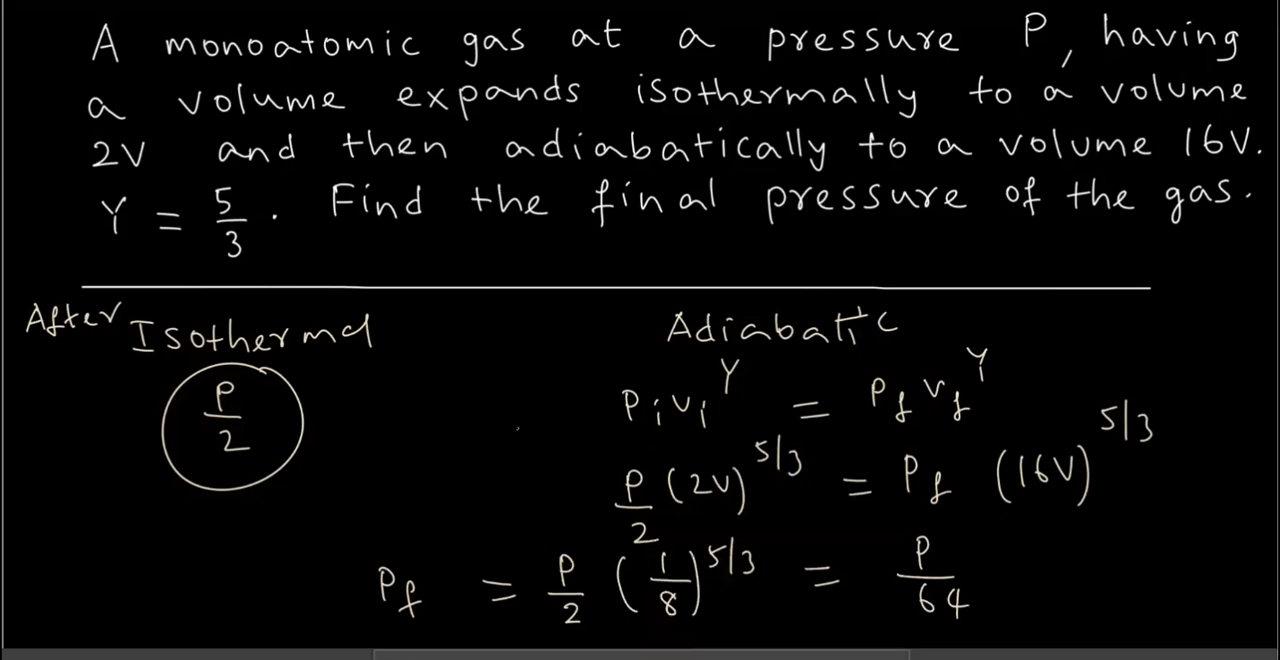 A monoatomic gas at a pressure P, having
a volume expands isothermally to a volume
2V and then adiabatically to a volume 16V.
γ = 5/3. Find the final pressure of the gas.
After Isothermal
P/2
Adiabatic
PᵢVᵢ^γ = P_f V_f^γ
P/2 (2V)^5/3 = P_f (16V)^5/3
P_f = P/2 (1/8)^5/3 = P/64